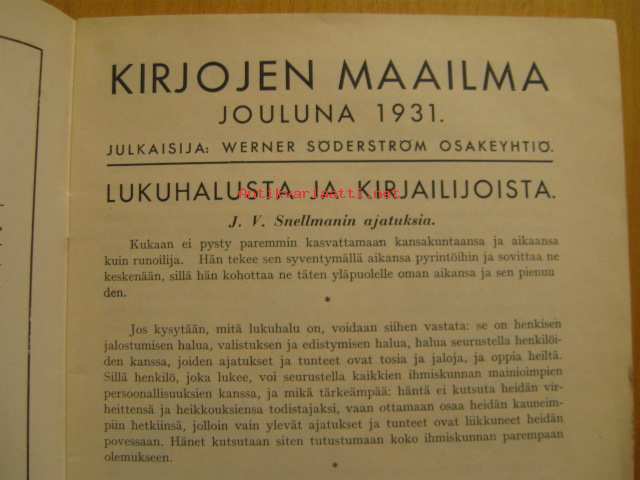 KIRJOJEN MAAILMA
JOULUNA 1931.
JULKAISIJA: WERNER SÖDERSTRÖM OSAKEYHTIÖ.
LUKUHALUSTA JA KIRJAILIJOISTA.
Antikvariaatti.net
J. V. Snellmanin ajatuksia.
Kukaan ei pysty paremmin kasvattamaan kansakuntaansa ja aikaansa
kuin runoilija. Hän tekee sen syventymällä aikansa pyrintöihin ja sovittaa ne
keskenään, sillä hän kohottaa ne täten yläpuolelle oman aikansa ja sen pienuu
den.
*
Jos kysytään, mitä lukuhalu on, voidaan siihen vastata: se on henkisen
jalostumisen halua, valistuksen ja edistymisen halua, halua seurustella henkilöi-
den kanssa, joiden ajatukset ja tunteet ovat tosia ja jaloja, ja oppia heiltä.
Sillä henkilö, joka lukee, voi seurustella kaikkien ihmiskunnan mainioimpien
persoonallisuuksien kanssa, ja mikä tärkeämpää: häntä ei kutsuta heidän vir-
heittensä ja heikkouksiensa todistajaksi, vaan ottamaan osaa heidän kauneim-
piin hetkiinsä, jolloin vain ylevät ajatukset ja tunteet ovat liikkuneet heidän
povessaan. Hänet kutsutaan siten tutustumaan koko ihmiskunnan parempaan
olemukseen.
*